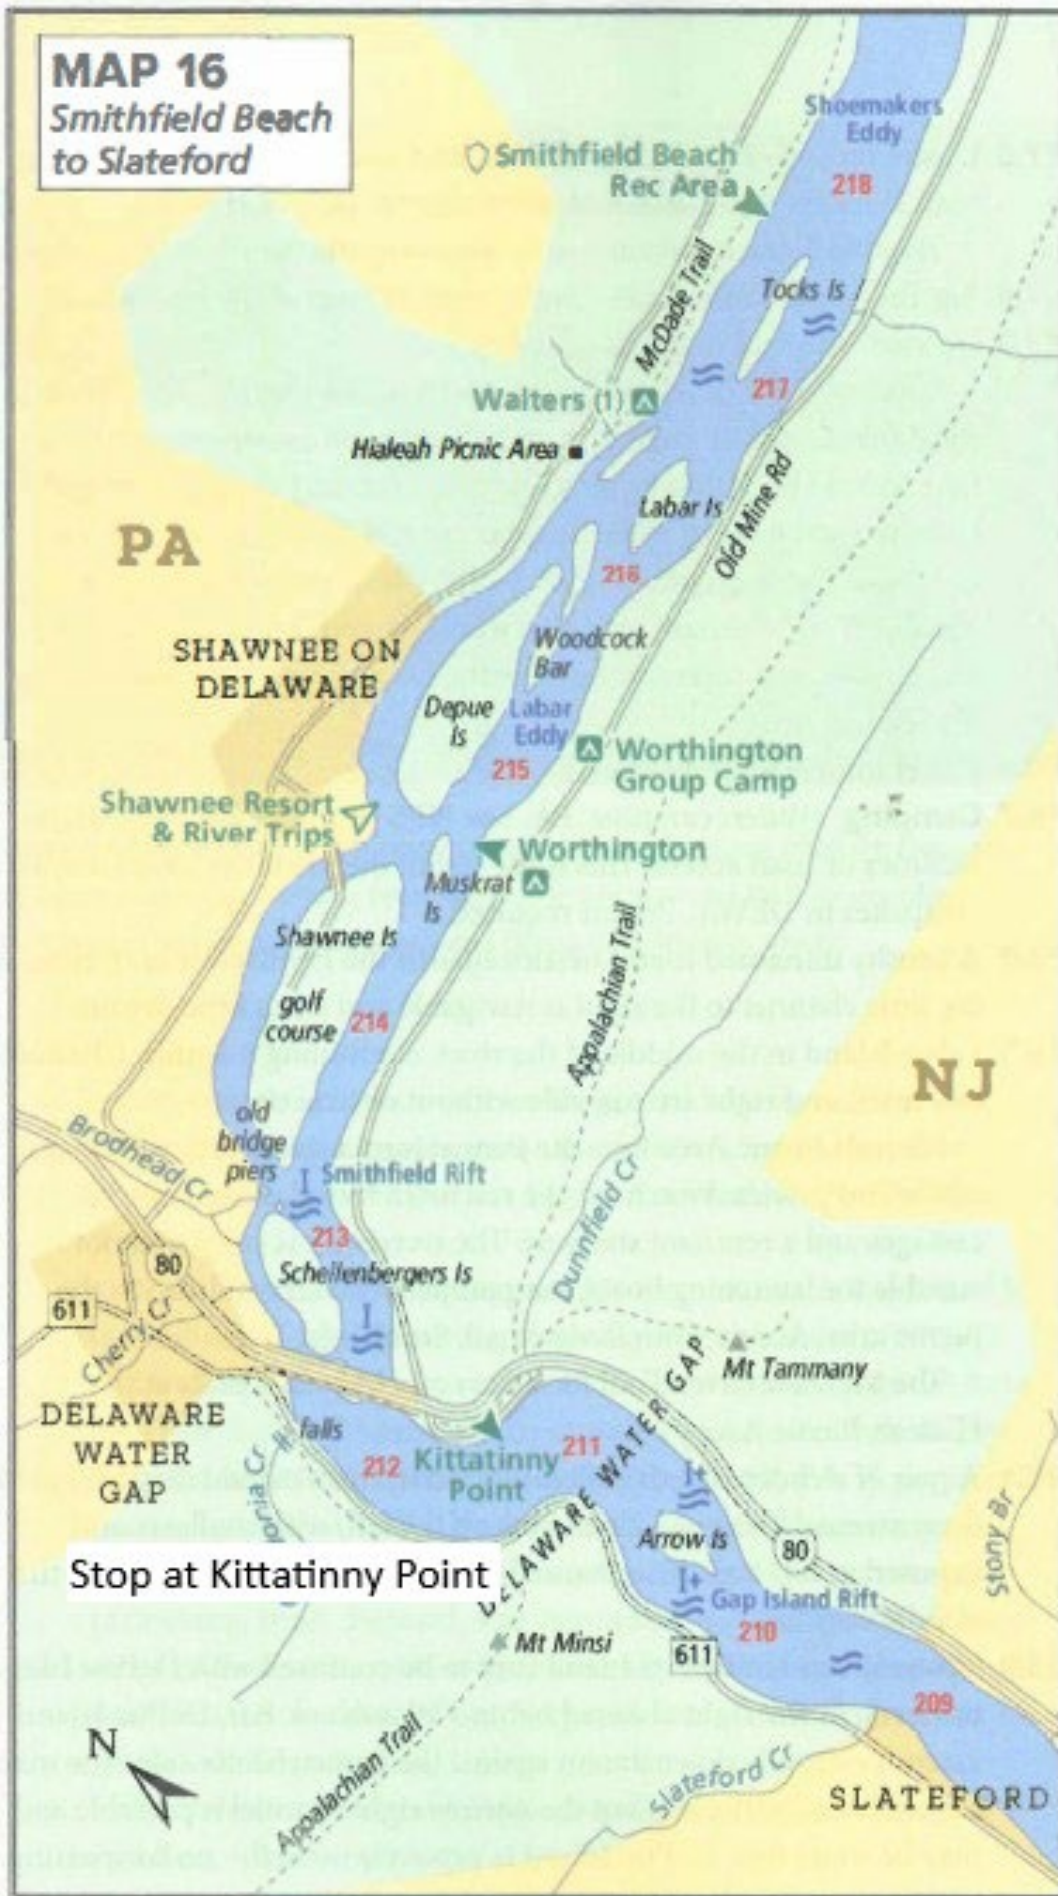 MAP 16
Smithfield Beach
to Slateford
Shoemakers
Eddy
218
Smithfield Beach
Rec Area
McDade Trail
Tocks Is
217
Walters (1)
Hialeah Picnic Area
Labar Is
Old Mine Rd
216
PA
SHAWNEE ON
DELAWARE
Woodcock
Bar
Depue
Is
Labar
Eddy
215
Worthington
Group Camp
Shawnee Resort
& River Trips
Worthington
Muskrat
Is
Shawnee Is
golf
course
214
Appalachian Trail
NJ
old
bridge
piers
Brodhead Cr
I
Smithfield Rift
213
Dunnfield Cr
80
Schellenbergers Is
611
Cherry Cr
I
Mt Tammany
DELAWARE
WATER
GAP
falls
212
Kittatinny
Point
211
DELAWARE WATER GAP
I+
Arrow Is
80
Stony Br
Stop at Kittatinny Point
I+
Gap Island Rift
210
Mt Minsi
611
209
N
Appalachian Trail
Slateford Cr
SLATEFORD